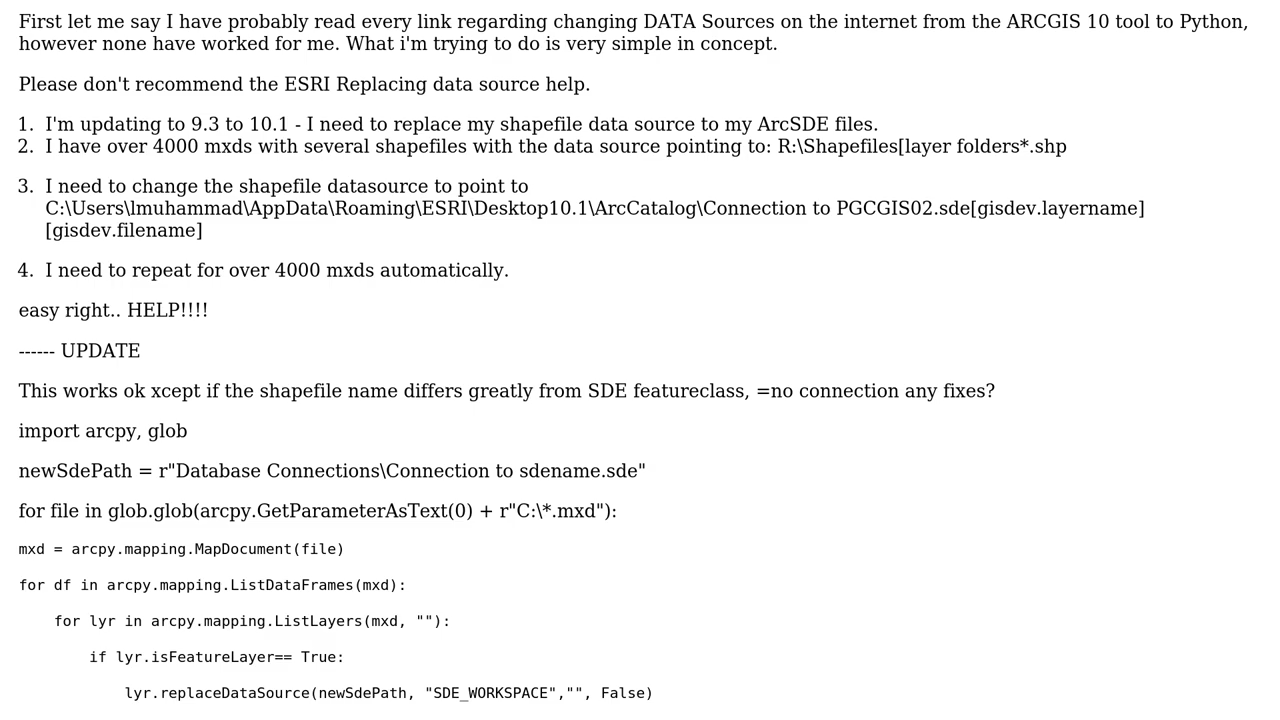 First let me say I have probably read every link regarding changing DATA Sources on the internet from the ARCGIS 10 tool to Python,
however none have worked for me. What i'm trying to do is very simple in concept.
Please don't recommend the ESRI Replacing data source help.
1. I'm updating to 9.3 to 10.1 - I need to replace my shapefile data source to my ArcSDE files.
2. I have over 4000 mxds with several shapefiles with the data source pointing to: R:\Shapefiles[layer folders*.shp
3. I need to change the shapefile datasource to point to
C:\Users\lmuhammad\AppData\Roaming\ESRI\Desktop10.1\ArcCatalog\Connection to PGCGIS02.sde[gisdev.layername]
[gisdev.filename]
4. I need to repeat for over 4000 mxds automatically.
easy right.. HELP!!!!
------ UPDATE
This works ok xcept if the shapefile name differs greatly from SDE featureclass, =no connection any fixes?
import arcpy, glob
newSdePath = r"Database Connections\Connection to sdename.sde"
for file in glob.glob(arcpy.GetParameterAsText(0) + r"C:\*.mxd"):
mxd = arcpy.mapping.MapDocument(file)
for df in arcpy.mapping.ListDataFrames(mxd):
for lyr in arcpy.mapping.ListLayers(mxd, ""):
if lyr.isFeatureLayer== True:
lyr.replaceDataSource(newSdePath, "SDE_WORKSPACE","", False)